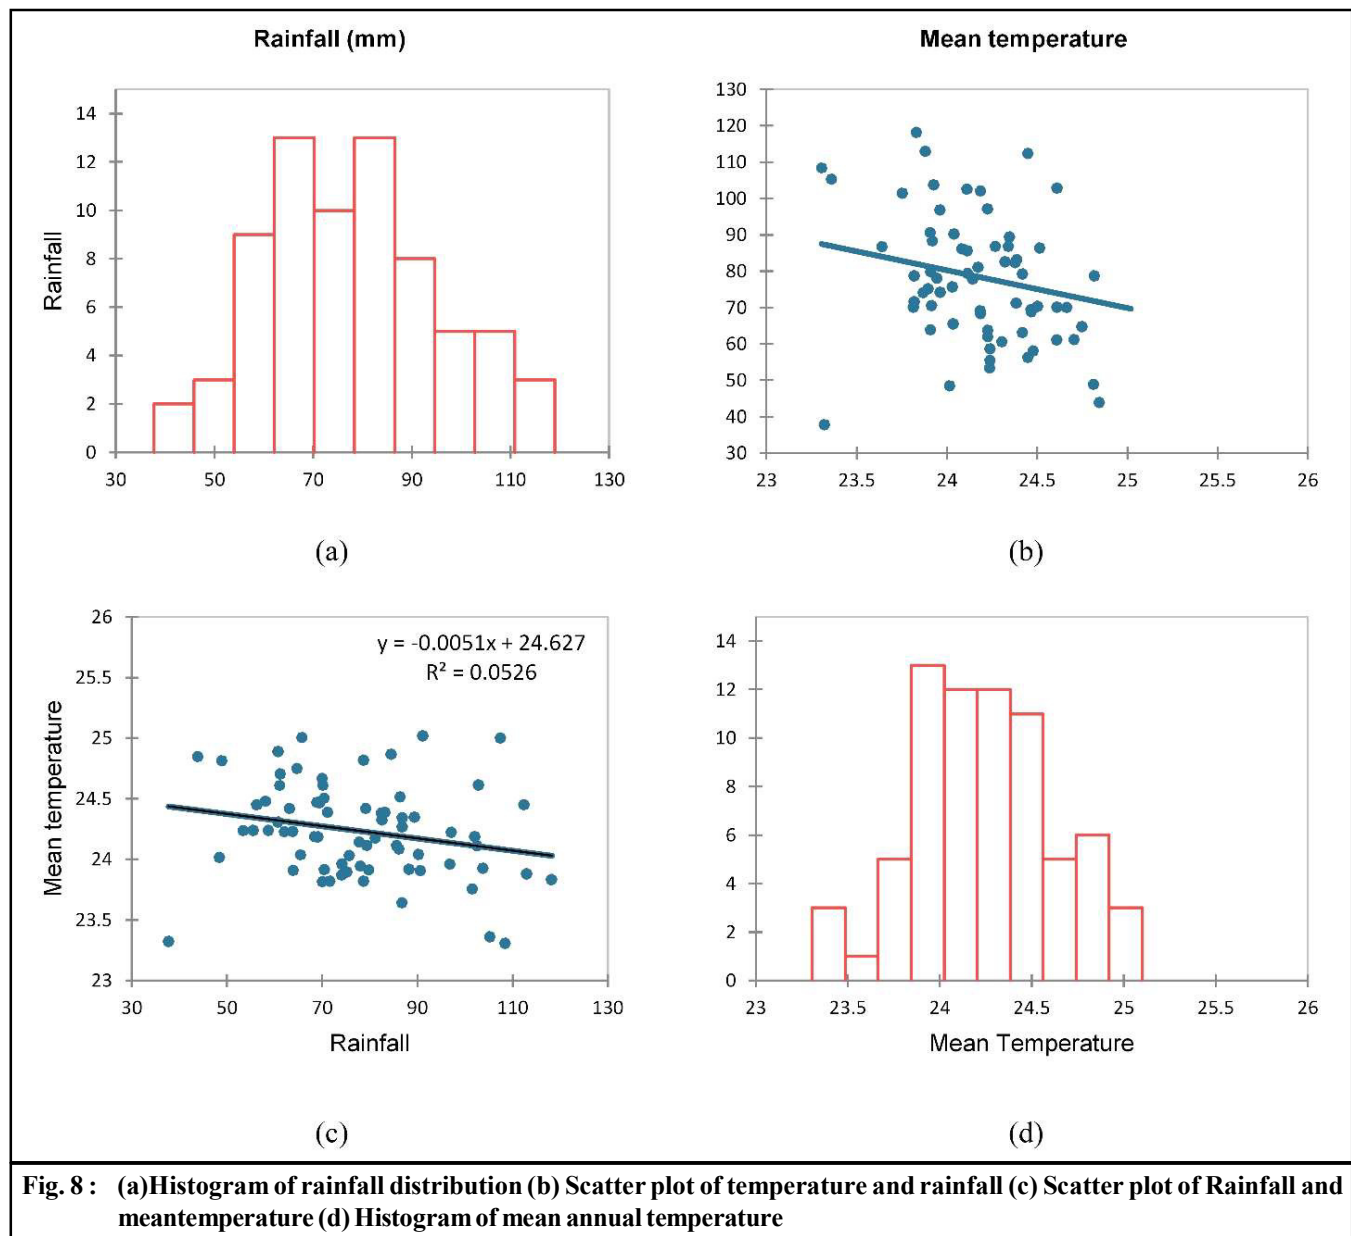 Rainfall (mm)
Mean temperature
14
12
10
8
6
4
2
0
Rainfall
30 50 70 90 110 130
(a)
130
120
110
100
90
80
70
60
50
40
30
23 23.5 24 24.5 25 25.5 26
(b)
26
25.5
25
24.5
24
23.5
23
Mean temperature
y = -0.0051x + 24.627
R² = 0.0526
30 50 70 90 110 130
Rainfall
(c)
14
12
10
8
6
4
2
0
23 23.5 24 24.5 25 25.5 26
Mean Temperature
(d)
Fig. 8 : (a)Histogram of rainfall distribution (b) Scatter plot of temperature and rainfall (c) Scatter plot of Rainfall and
meantemperature (d) Histogram of mean annual temperature